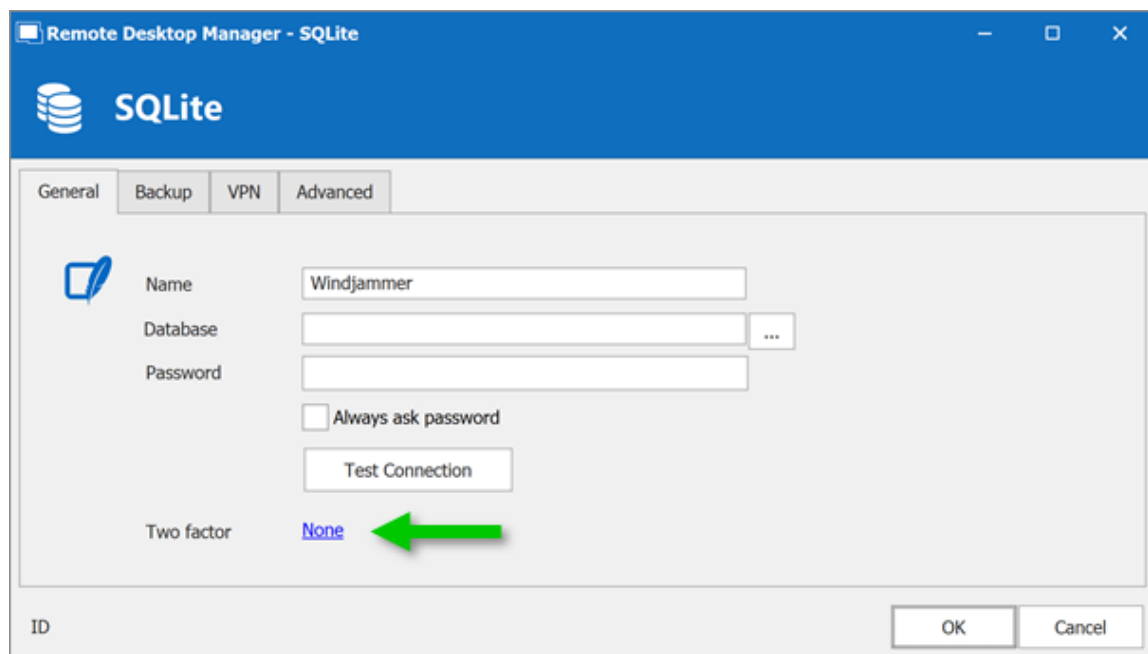 Remote Desktop Manager - SQLite
SQLite
General Backup VPN Advanced
Name Windjammer
Database ...
Password
Always ask password
Test Connection
Two factor None
ID OK Cancel